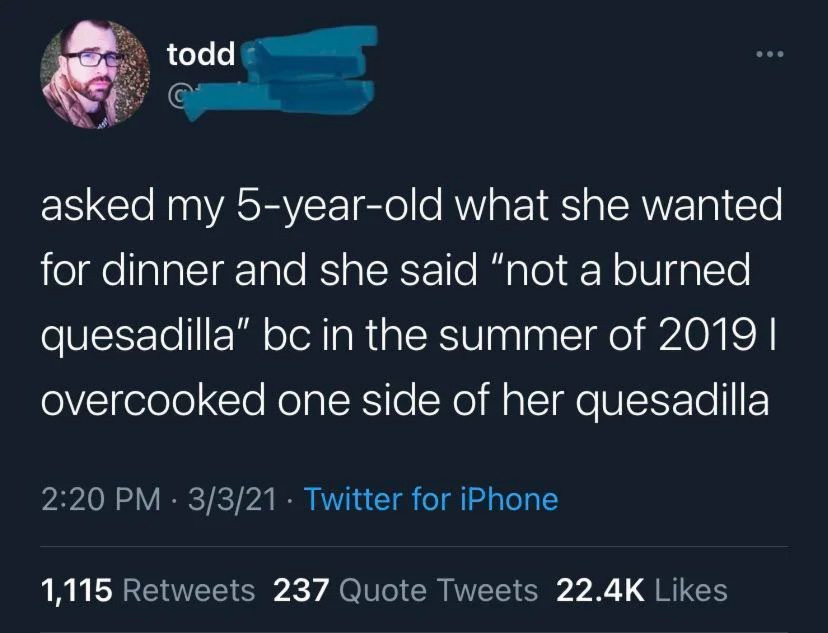 todd
@
asked my 5-year-old what she wanted
for dinner and she said “not a burned
quesadilla” bc in the summer of 2019 I
overcooked one side of her quesadilla
2:20 PM · 3/3/21 · Twitter for iPhone
1,115 Retweets 237 Quote Tweets 22.4K Likes